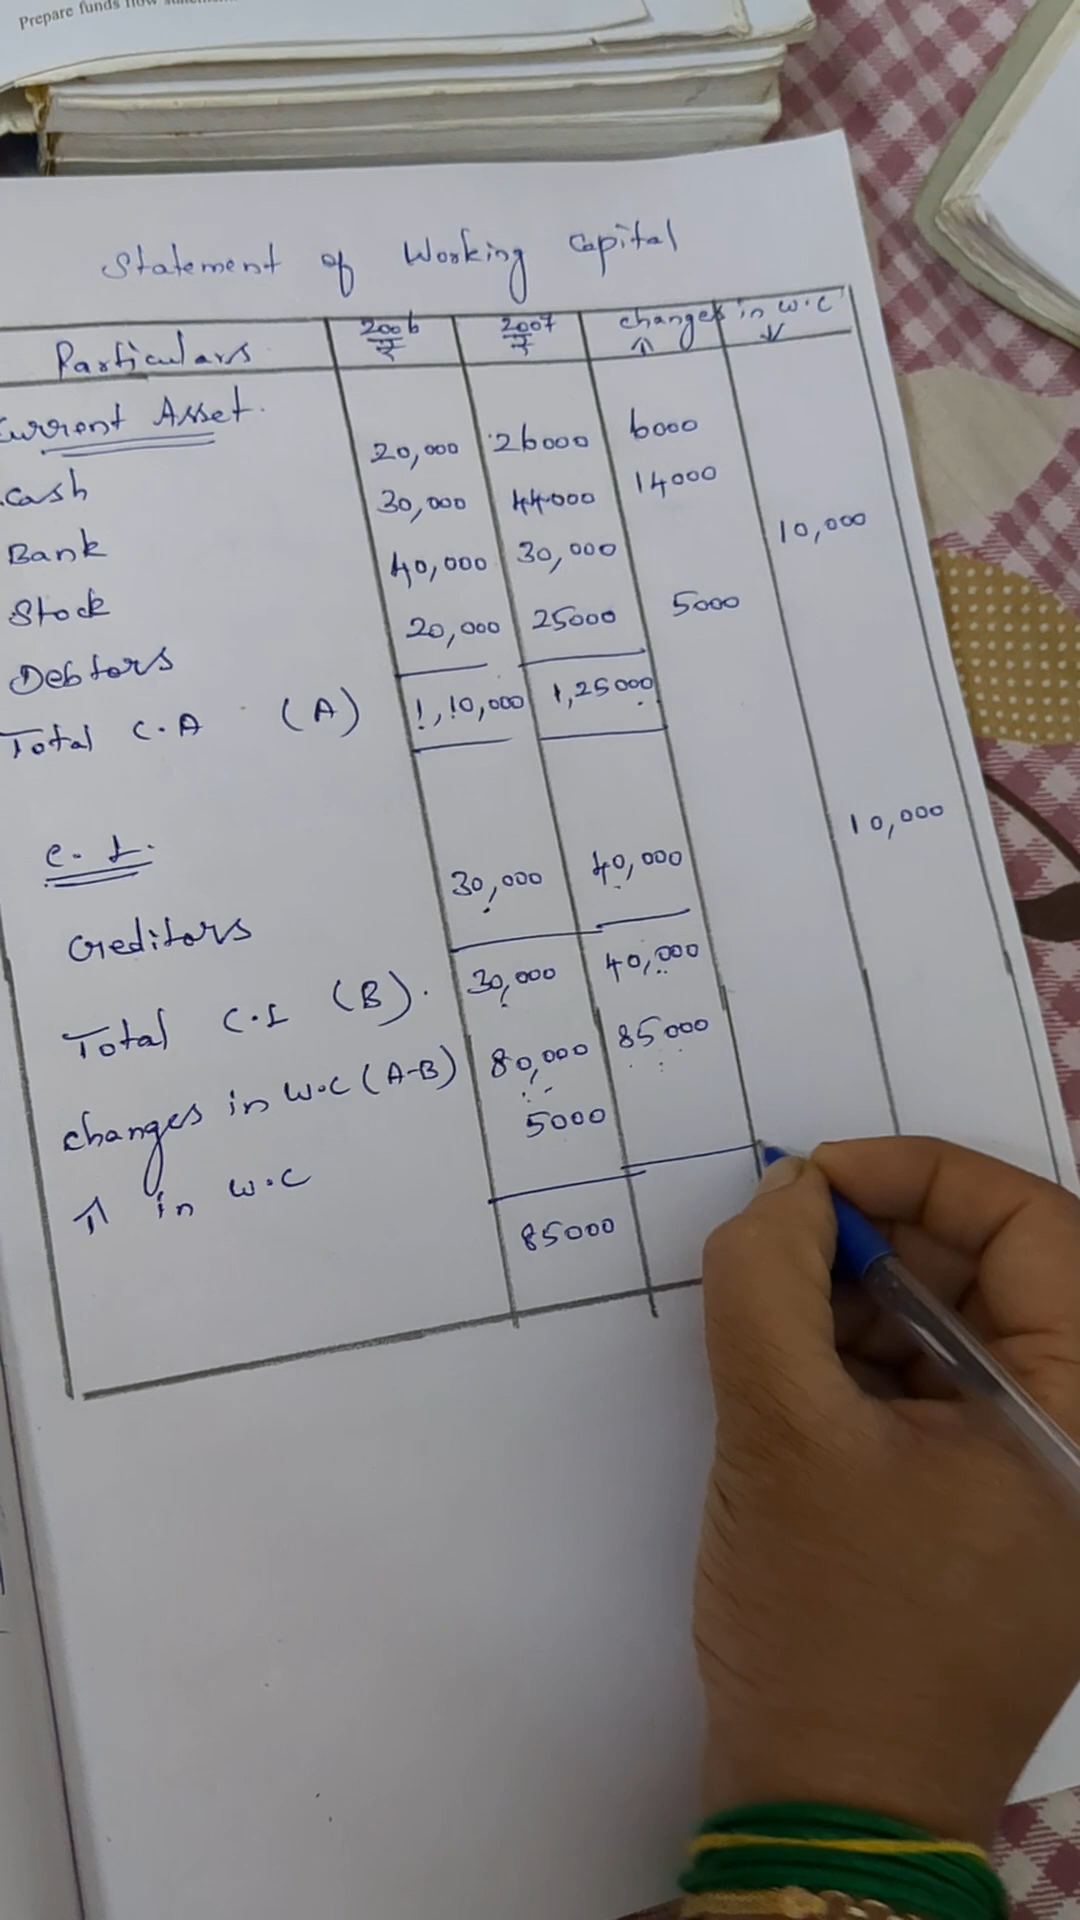 Prepare funds flow
Statement of Working Capital
Particulars 2006 ₹ 2007 ₹ changes in w.c
↑ ↓
Current Asset.
Cash 20,000 26000 6000
Bank 30,000 44000 14000
Stock 40,000 30,000 10,000
Debtors 20,000 25000 5000
Total C.A (A) 1,10,000 1,25000
C.L.
Creditors 30,000 40,000 10,000
Total C.L (B). 30,000 40,000
changes in W.C (A-B) 80,000 85000
↑ in W.C 5000
85000